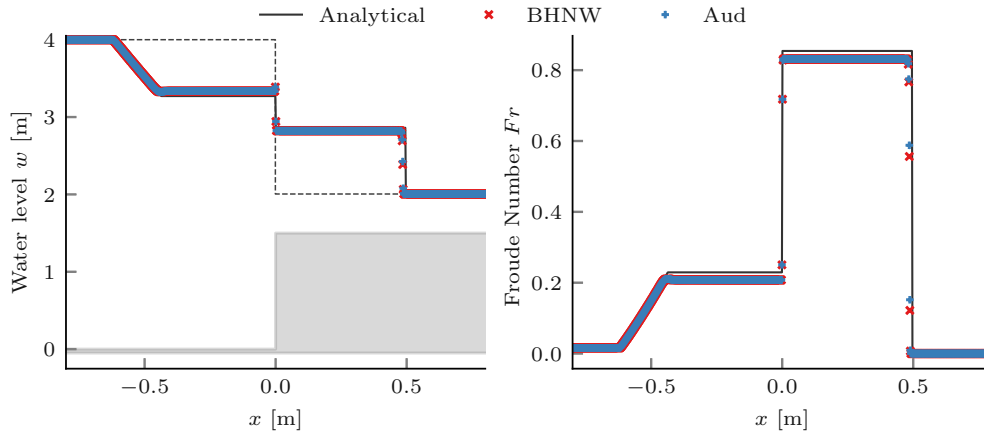 Analytical BHNW Aud
Water level w [m]
4
3
2
1
0
−0.5 0.0 0.5
x [m]
Froude Number Fr
0.8
0.6
0.4
0.2
0.0
−0.5 0.0 0.5
x [m]